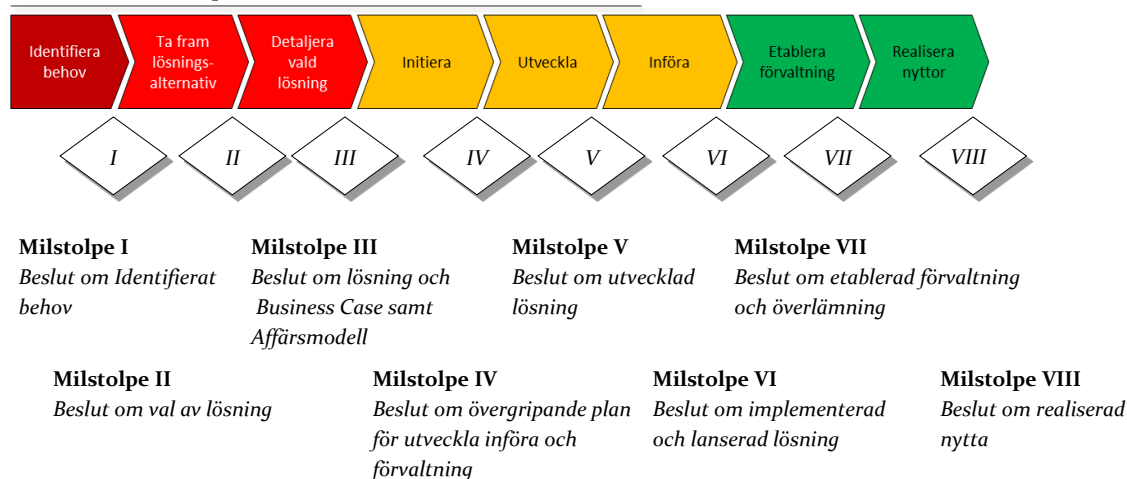 Identifiera
behov
Ta fram
lösnings-
alternativ
Detaljera
vald
lösning
Initiera
Utveckla
Införa
Etablera
förvaltning
Realisera
nyttor
I
II
III
IV
V
VI
VII
VIII
Milstolpe I
Beslut om Identifierat
behov
Milstolpe III
Beslut om lösning och
Business Case samt
Affärsmodell
Milstolpe V
Beslut om utvecklad
lösning
Milstolpe VII
Beslut om etablerad förvaltning
och överlämning
Milstolpe II
Beslut om val av lösning
Milstolpe IV
Beslut om övergripande plan
för utveckla införa och
förvaltning
Milstolpe VI
Beslut om implementerad
och lanserad lösning
Milstolpe VIII
Beslut om realiserad
nytta